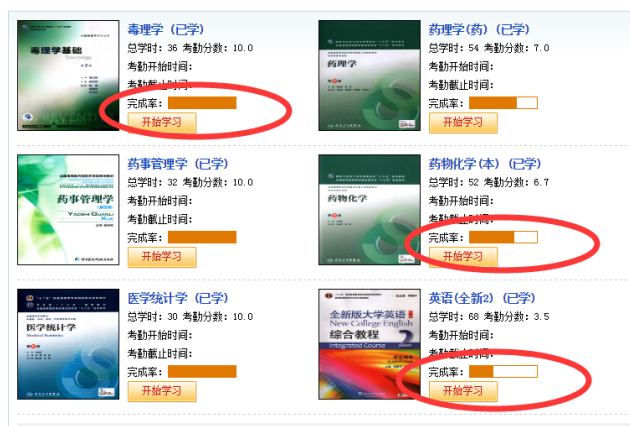 毒理学 (已学)
总学时: 36 考勤分数: 10.0
考勤开始时间:
考勤截止时间:
完成率:
开始学习
毒理学基础
Toxicology
药理学(药) (已学)
总学时: 54 考勤分数: 7.0
考勤开始时间:
考勤截止时间:
完成率:
开始学习
药理学
药事管理学 (已学)
总学时: 32 考勤分数: 10.0
考勤开始时间:
考勤截止时间:
完成率:
开始学习
药事管理学
YAOSHI GUANLI
XUE
药物化学(本) (已学)
总学时: 52 考勤分数: 6.7
考勤开始时间:
考勤截止时间:
完成率:
开始学习
药物化学
医学统计学 (已学)
总学时: 30 考勤分数: 10.0
考勤开始时间:
考勤截止时间:
完成率:
开始学习
医学统计学
Medical Statistics
英语(全新2) (已学)
总学时: 68 考勤分数: 3.5
考勤开始时间:
考勤截止时间:
完成率:
开始学习
全新版大学英语
New College English
综合教程 2
Integrated Course